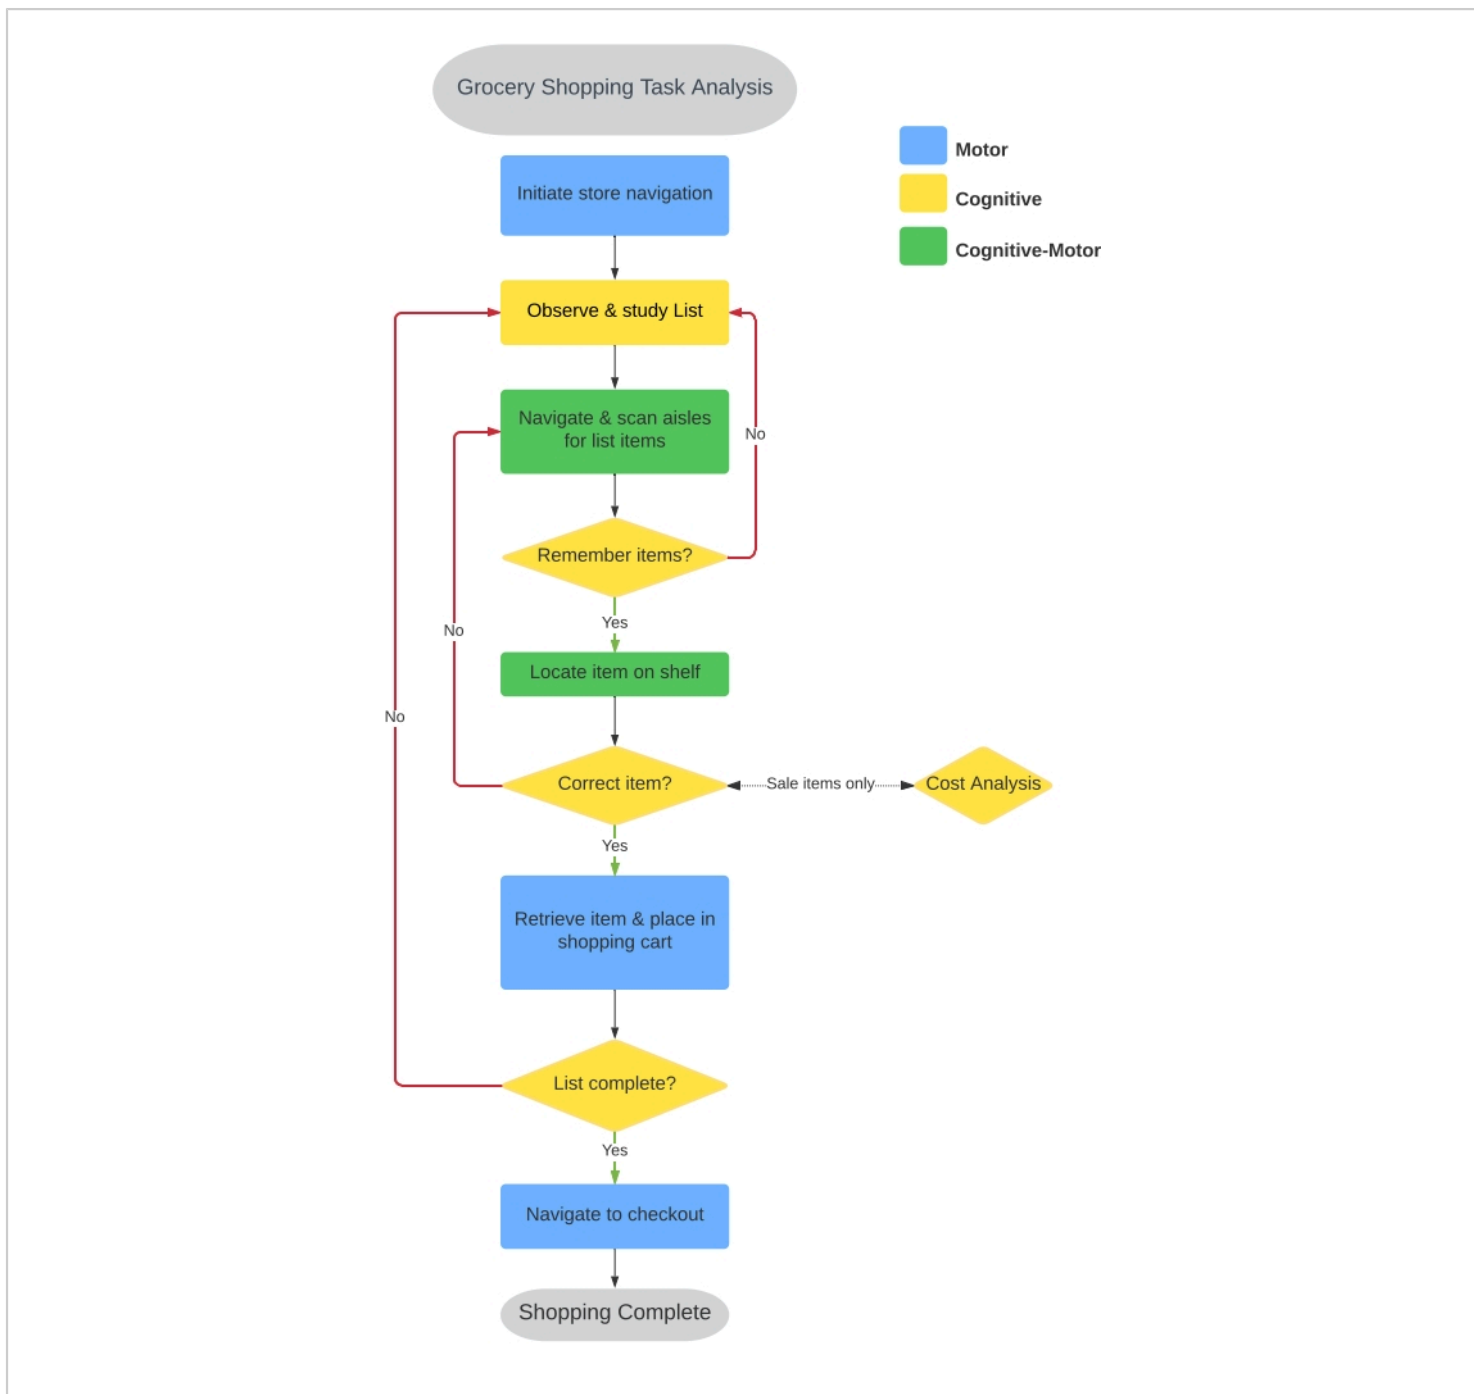 Grocery Shopping Task Analysis
Motor
Cognitive
Cognitive-Motor
Initiate store navigation
Observe & study List
Navigate & scan aisles
for list items
No
Remember items?
Yes
No
Locate item on shelf
No
Correct item?
Sale items only
Cost Analysis
Yes
Retrieve item & place in
shopping cart
List complete?
Yes
Navigate to checkout
Shopping Complete